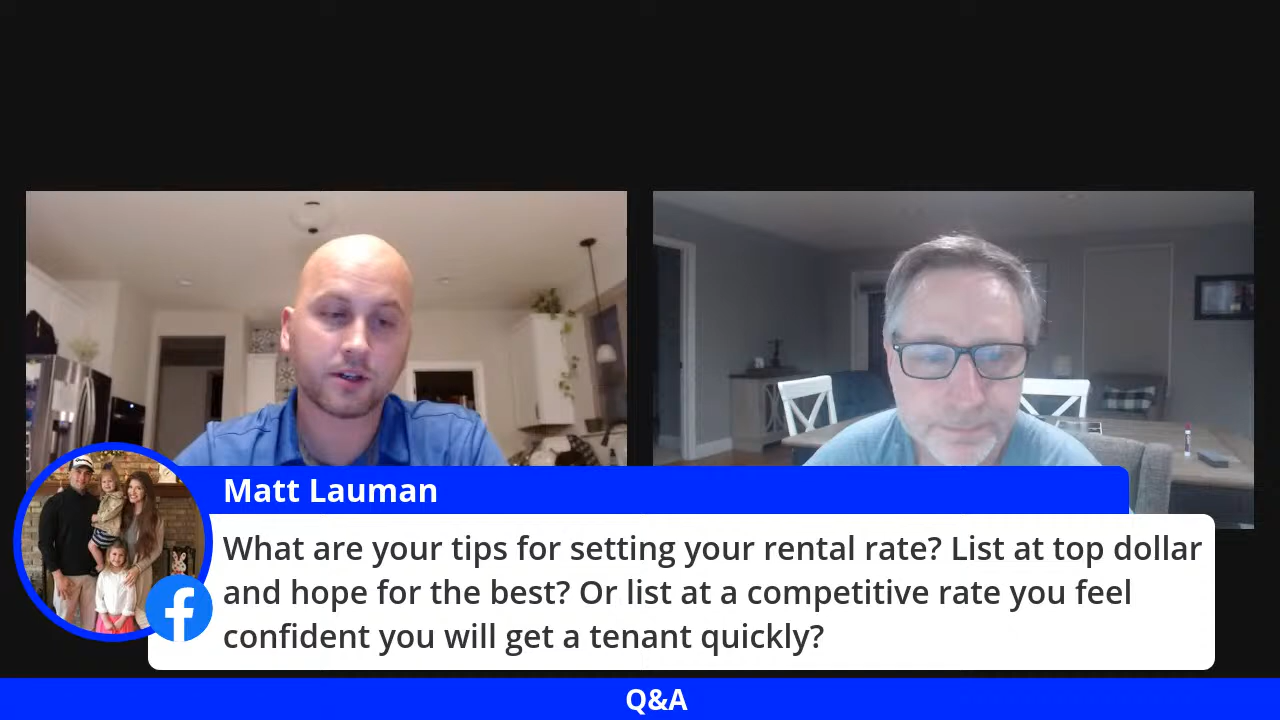 Matt Lauman
What are your tips for setting your rental rate? List at top dollar
and hope for the best? Or list at a competitive rate you feel
confident you will get a tenant quickly?
Q&A